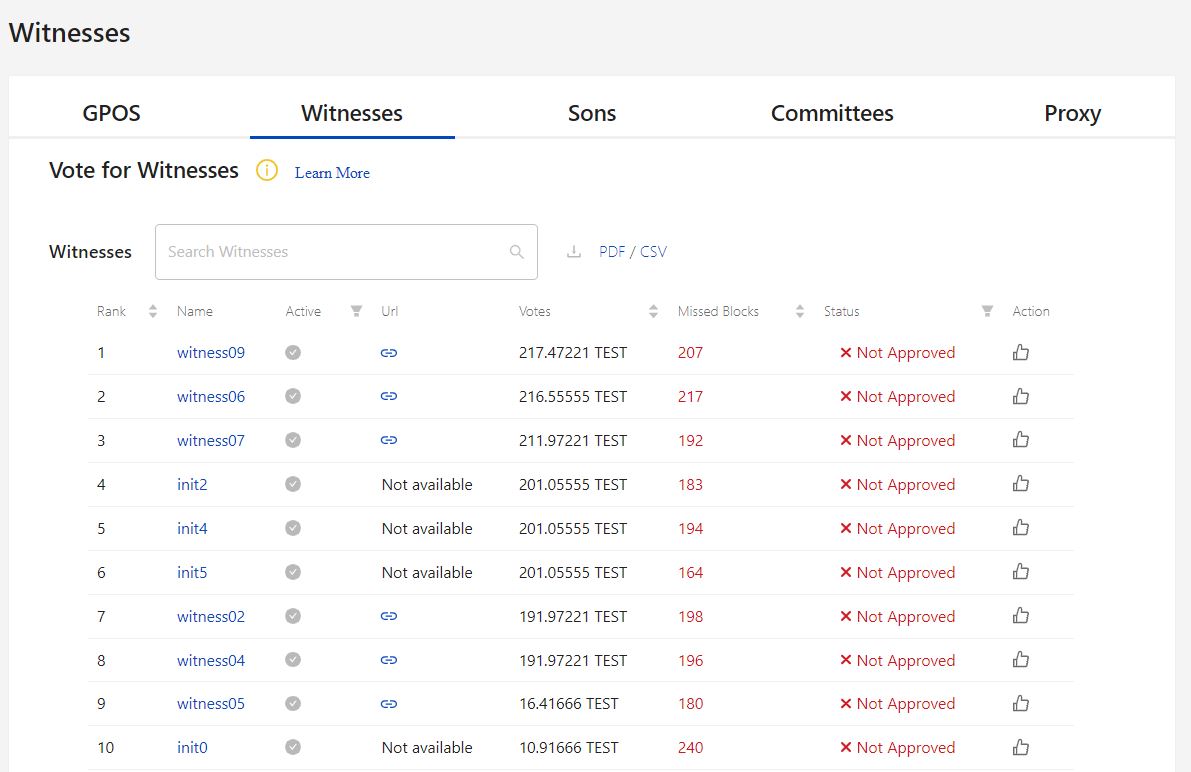 Witnesses
GPOS Witnesses Sons Committees Proxy
Vote for Witnesses Learn More
Witnesses Search Witnesses PDF / CSV
Rank Name Active Url Votes Missed Blocks Status Action
1 witness09 217.47221 TEST 207 Not Approved
2 witness06 216.55555 TEST 217 Not Approved
3 witness07 211.97221 TEST 192 Not Approved
4 init2 Not available 201.05555 TEST 183 Not Approved
5 init4 Not available 201.05555 TEST 194 Not Approved
6 init5 Not available 201.05555 TEST 164 Not Approved
7 witness02 191.97221 TEST 198 Not Approved
8 witness04 191.97221 TEST 196 Not Approved
9 witness05 16.41666 TEST 180 Not Approved
10 init0 Not available 10.91666 TEST 240 Not Approved